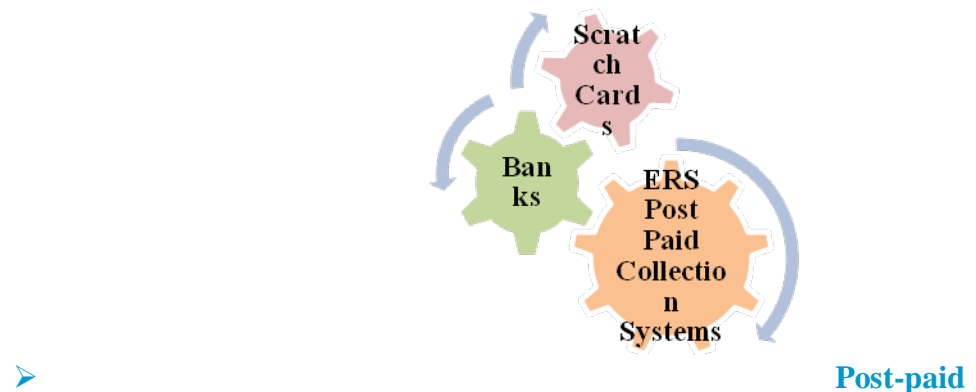 Scrat
ch
Card
s
Ban
ks
ERS
Post
Paid
Collectio
n
Systems
➢ Post-paid